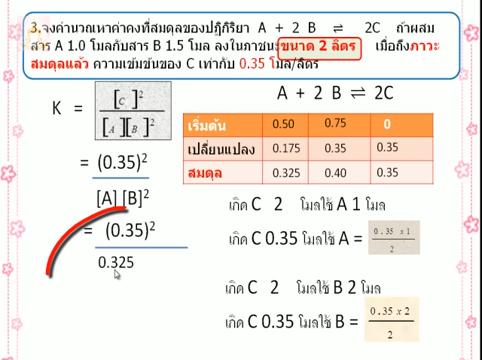 3.จงคำนวณหาค่าคงที่สมดุลของปฏิกิริยา A + 2 B ⇌ 2C ถ้าผสม
สาร A 1.0 โมลกับสาร B 1.5 โมล ลงในภาชนะขนาด 2 ลิตร เมื่อถึงภาวะ
สมดุลแล้ว ความเข้มข้นของ C เท่ากับ 0.35 โมล/ลิตร
A + 2 B ⇌ 2C
K = [C]²
[A][B]²
= (0.35)²
[A] [B]²
= (0.35)²
0.325
เริ่มต้น 0.50 0.75 0
เปลี่ยนแปลง 0.175 0.35 0.35
สมดุล 0.325 0.40 0.35
เกิด C 2 โมลใช้ A 1 โมล
เกิด C 0.35 โมลใช้ A = 0.35 x 1
2
เกิด C 2 โมลใช้ B 2 โมล
เกิด C 0.35 โมลใช้ B = 0.35 x 2
2